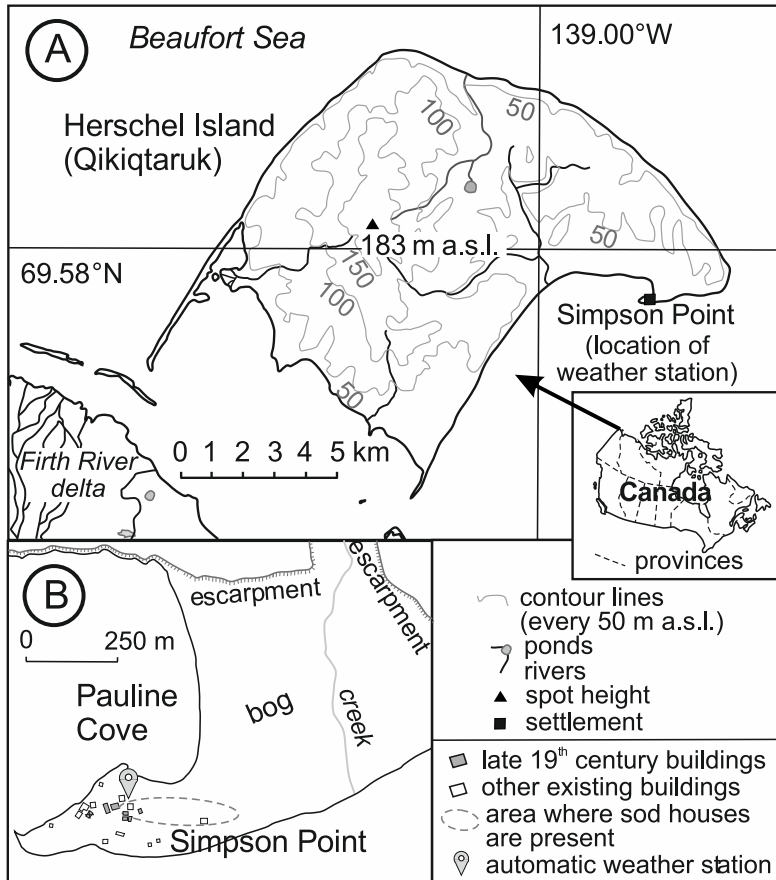 A
Beaufort Sea
139.00°W
Herschel Island
(Qikiqtaruk)
100
50
50
183 m a.s.l.
69.58°N
150
100
50
Simpson Point
(location of
weather station)
0 1 2 3 4 5 km
Firth River
delta
Canada
provinces
B
escarpment
escarpment
0 250 m
Pauline
Cove
bog
creek
Simpson Point
contour lines
(every 50 m a.s.l.)
ponds
rivers
spot height
settlement
late 19th century buildings
other existing buildings
area where sod houses
are present
automatic weather station